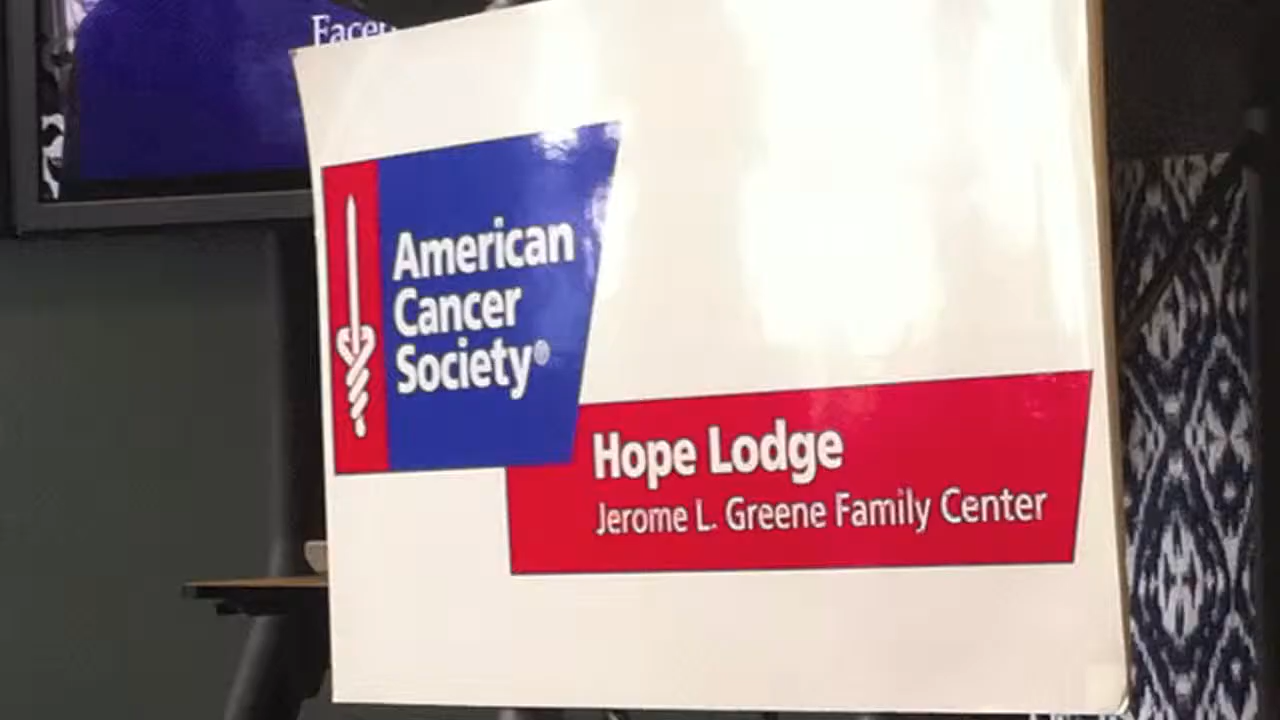 American
Cancer
Society®
Hope Lodge
Jerome L. Greene Family Center